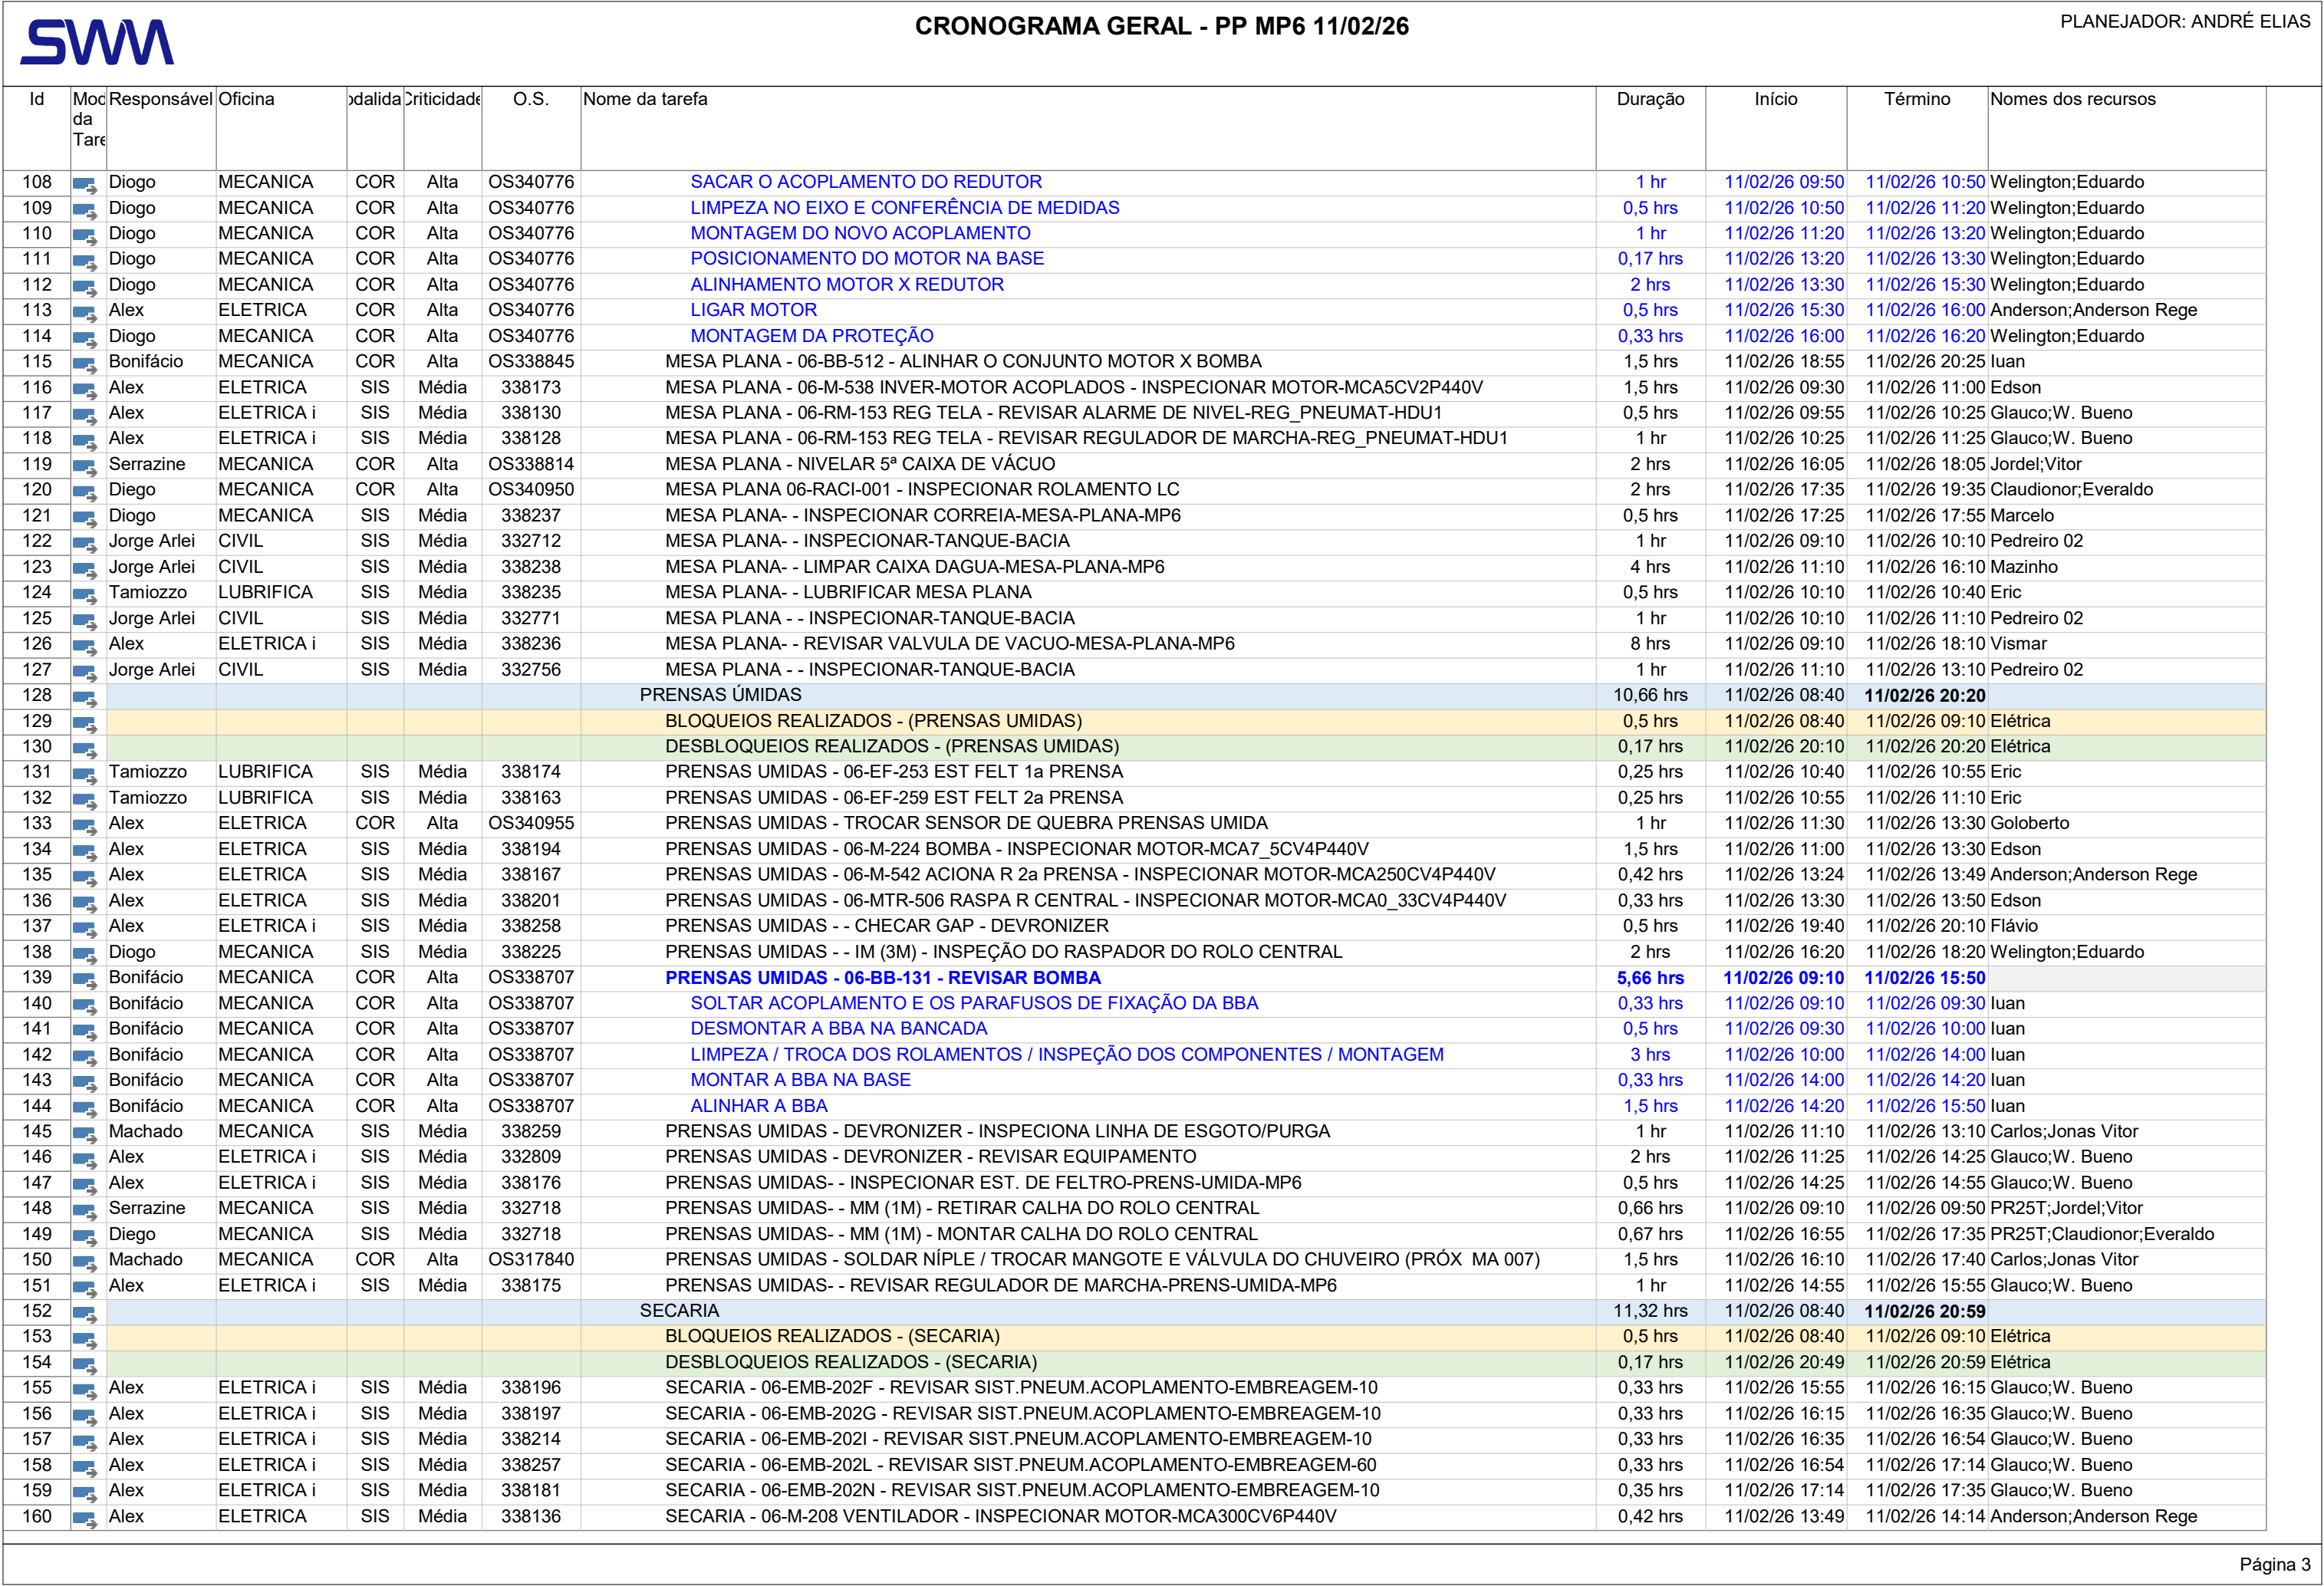 SWM
CRONOGRAMA GERAL - PP MP6 11/02/26
PLANEJADOR: ANDRÉ ELIAS
Id Mod da Tare Responsável Oficina odalida Criticidade O.S. Nome da tarefa Duração Início Término Nomes dos recursos
108 Diogo MECANICA COR Alta OS340776 SACAR O ACOPLAMENTO DO REDUTOR 1 hr 11/02/26 09:50 11/02/26 10:50 Welington;Eduardo
109 Diogo MECANICA COR Alta OS340776 LIMPEZA NO EIXO E CONFERÊNCIA DE MEDIDAS 0,5 hrs 11/02/26 10:50 11/02/26 11:20 Welington;Eduardo
110 Diogo MECANICA COR Alta OS340776 MONTAGEM DO NOVO ACOPLAMENTO 1 hr 11/02/26 11:20 11/02/26 13:20 Welington;Eduardo
111 Diogo MECANICA COR Alta OS340776 POSICIONAMENTO DO MOTOR NA BASE 0,17 hrs 11/02/26 13:20 11/02/26 13:30 Welington;Eduardo
112 Diogo MECANICA COR Alta OS340776 ALINHAMENTO MOTOR X REDUTOR 2 hrs 11/02/26 13:30 11/02/26 15:30 Welington;Eduardo
113 Alex ELETRICA COR Alta OS340776 LIGAR MOTOR 0,5 hrs 11/02/26 15:30 11/02/26 16:00 Anderson;Anderson Rege
114 Diogo MECANICA COR Alta OS340776 MONTAGEM DA PROTEÇÃO 0,33 hrs 11/02/26 16:00 11/02/26 16:20 Welington;Eduardo
115 Bonifácio MECANICA COR Alta OS338845 MESA PLANA - 06-BB-512 - ALINHAR O CONJUNTO MOTOR X BOMBA 1,5 hrs 11/02/26 18:55 11/02/26 20:25 Iuan
116 Alex ELETRICA SIS Média 338173 MESA PLANA - 06-M-538 INVER-MOTOR ACOPLADOS - INSPECIONAR MOTOR-MCA5CV2P440V 1,5 hrs 11/02/26 09:30 11/02/26 11:00 Edson
117 Alex ELETRICA i SIS Média 338130 MESA PLANA - 06-RM-153 REG TELA - REVISAR ALARME DE NIVEL-REG_PNEUMAT-HDU1 0,5 hrs 11/02/26 09:55 11/02/26 10:25 Glauco;W. Bueno
118 Alex ELETRICA i SIS Média 338128 MESA PLANA - 06-RM-153 REG TELA - REVISAR REGULADOR DE MARCHA-REG_PNEUMAT-HDU1 1 hr 11/02/26 10:25 11/02/26 11:25 Glauco;W. Bueno
119 Serrazine MECANICA COR Alta OS338814 MESA PLANA - NIVELAR 5ª CAIXA DE VÁCUO 2 hrs 11/02/26 16:05 11/02/26 18:05 Jordel;Vitor
120 Diego MECANICA COR Alta OS340950 MESA PLANA 06-RACI-001 - INSPECIONAR ROLAMENTO LC 2 hrs 11/02/26 17:35 11/02/26 19:35 Claudionor;Everaldo
121 Diogo MECANICA SIS Média 338237 MESA PLANA- - INSPECIONAR CORREIA-MESA-PLANA-MP6 0,5 hrs 11/02/26 17:25 11/02/26 17:55 Marcelo
122 Jorge Arlei CIVIL SIS Média 332712 MESA PLANA- - INSPECIONAR-TANQUE-BACIA 1 hr 11/02/26 09:10 11/02/26 10:10 Pedreiro 02
123 Jorge Arlei CIVIL SIS Média 338238 MESA PLANA- - LIMPAR CAIXA DAGUA-MESA-PLANA-MP6 4 hrs 11/02/26 11:10 11/02/26 16:10 Mazinho
124 Tamiozzo LUBRIFICA SIS Média 338235 MESA PLANA- - LUBRIFICAR MESA PLANA 0,5 hrs 11/02/26 10:10 11/02/26 10:40 Eric
125 Jorge Arlei CIVIL SIS Média 332771 MESA PLANA - - INSPECIONAR-TANQUE-BACIA 1 hr 11/02/26 10:10 11/02/26 11:10 Pedreiro 02
126 Alex ELETRICA i SIS Média 338236 MESA PLANA- - REVISAR VALVULA DE VACUO-MESA-PLANA-MP6 8 hrs 11/02/26 09:10 11/02/26 18:10 Vismar
127 Jorge Arlei CIVIL SIS Média 332756 MESA PLANA - - INSPECIONAR-TANQUE-BACIA 1 hr 11/02/26 11:10 11/02/26 13:10 Pedreiro 02
128 PRENSAS ÚMIDAS 10,66 hrs 11/02/26 08:40 11/02/26 20:20
129 BLOQUEIOS REALIZADOS - (PRENSAS UMIDAS) 0,5 hrs 11/02/26 08:40 11/02/26 09:10 Elétrica
130 DESBLOQUEIOS REALIZADOS - (PRENSAS UMIDAS) 0,17 hrs 11/02/26 20:10 11/02/26 20:20 Elétrica
131 Tamiozzo LUBRIFICA SIS Média 338174 PRENSAS UMIDAS - 06-EF-253 EST FELT 1a PRENSA 0,25 hrs 11/02/26 10:40 11/02/26 10:55 Eric
132 Tamiozzo LUBRIFICA SIS Média 338163 PRENSAS UMIDAS - 06-EF-259 EST FELT 2a PRENSA 0,25 hrs 11/02/26 10:55 11/02/26 11:10 Eric
133 Alex ELETRICA COR Alta OS340955 PRENSAS UMIDAS - TROCAR SENSOR DE QUEBRA PRENSAS UMIDA 1 hr 11/02/26 11:30 11/02/26 13:30 Goloberto
134 Alex ELETRICA SIS Média 338194 PRENSAS UMIDAS - 06-M-224 BOMBA - INSPECIONAR MOTOR-MCA7_5CV4P440V 1,5 hrs 11/02/26 11:00 11/02/26 13:30 Edson
135 Alex ELETRICA SIS Média 338167 PRENSAS UMIDAS - 06-M-542 ACIONA R 2a PRENSA - INSPECIONAR MOTOR-MCA250CV4P440V 0,42 hrs 11/02/26 13:24 11/02/26 13:49 Anderson;Anderson Rege
136 Alex ELETRICA SIS Média 338201 PRENSAS UMIDAS - 06-MTR-506 RASPA R CENTRAL - INSPECIONAR MOTOR-MCA0_33CV4P440V 0,33 hrs 11/02/26 13:30 11/02/26 13:50 Edson
137 Alex ELETRICA i SIS Média 338258 PRENSAS UMIDAS - - CHECAR GAP - DEVRONIZER 0,5 hrs 11/02/26 19:40 11/02/26 20:10 Flávio
138 Diogo MECANICA SIS Média 338225 PRENSAS UMIDAS - - IM (3M) - INSPEÇÃO DO RASPADOR DO ROLO CENTRAL 2 hrs 11/02/26 16:20 11/02/26 18:20 Welington;Eduardo
139 Bonifácio MECANICA COR Alta OS338707 PRENSAS UMIDAS - 06-BB-131 - REVISAR BOMBA 5,66 hrs 11/02/26 09:10 11/02/26 15:50
140 Bonifácio MECANICA COR Alta OS338707 SOLTAR ACOPLAMENTO E OS PARAFUSOS DE FIXAÇÃO DA BBA 0,33 hrs 11/02/26 09:10 11/02/26 09:30 Iuan
141 Bonifácio MECANICA COR Alta OS338707 DESMONTAR A BBA NA BANCADA 0,5 hrs 11/02/26 09:30 11/02/26 10:00 Iuan
142 Bonifácio MECANICA COR Alta OS338707 LIMPEZA / TROCA DOS ROLAMENTOS / INSPEÇÃO DOS COMPONENTES / MONTAGEM 3 hrs 11/02/26 10:00 11/02/26 14:00 Iuan
143 Bonifácio MECANICA COR Alta OS338707 MONTAR A BBA NA BASE 0,33 hrs 11/02/26 14:00 11/02/26 14:20 Iuan
144 Bonifácio MECANICA COR Alta OS338707 ALINHAR A BBA 1,5 hrs 11/02/26 14:20 11/02/26 15:50 Iuan
145 Machado MECANICA SIS Média 338259 PRENSAS UMIDAS - DEVRONIZER - INSPECIONA LINHA DE ESGOTO/PURGA 1 hr 11/02/26 11:10 11/02/26 13:10 Carlos;Jonas Vitor
146 Alex ELETRICA i SIS Média 332809 PRENSAS UMIDAS - DEVRONIZER - REVISAR EQUIPAMENTO 2 hrs 11/02/26 11:25 11/02/26 14:25 Glauco;W. Bueno
147 Alex ELETRICA i SIS Média 338176 PRENSAS UMIDAS- - INSPECIONAR EST. DE FELTRO-PRENS-UMIDA-MP6 0,5 hrs 11/02/26 14:25 11/02/26 14:55 Glauco;W. Bueno
148 Serrazine MECANICA SIS Média 332718 PRENSAS UMIDAS- - MM (1M) - RETIRAR CALHA DO ROLO CENTRAL 0,66 hrs 11/02/26 09:10 11/02/26 09:50 PR25T;Jordel;Vitor
149 Diego MECANICA SIS Média 332718 PRENSAS UMIDAS- - MM (1M) - MONTAR CALHA DO ROLO CENTRAL 0,67 hrs 11/02/26 16:55 11/02/26 17:35 PR25T;Claudionor;Everaldo
150 Machado MECANICA COR Alta OS317840 PRENSAS UMIDAS - SOLDAR NÍPLE / TROCAR MANGOTE E VÁLVULA DO CHUVEIRO (PRÓX MA 007) 1,5 hrs 11/02/26 16:10 11/02/26 17:40 Carlos;Jonas Vitor
151 Alex ELETRICA i SIS Média 338175 PRENSAS UMIDAS- - REVISAR REGULADOR DE MARCHA-PRENS-UMIDA-MP6 1 hr 11/02/26 14:55 11/02/26 15:55 Glauco;W. Bueno
152 SECARIA 11,32 hrs 11/02/26 08:40 11/02/26 20:59
153 BLOQUEIOS REALIZADOS - (SECARIA) 0,5 hrs 11/02/26 08:40 11/02/26 09:10 Elétrica
154 DESBLOQUEIOS REALIZADOS - (SECARIA) 0,17 hrs 11/02/26 20:49 11/02/26 20:59 Elétrica
155 Alex ELETRICA i SIS Média 338196 SECARIA - 06-EMB-202F - REVISAR SIST.PNEUM.ACOPLAMENTO-EMBREAGEM-10 0,33 hrs 11/02/26 15:55 11/02/26 16:15 Glauco;W. Bueno
156 Alex ELETRICA i SIS Média 338197 SECARIA - 06-EMB-202G - REVISAR SIST.PNEUM.ACOPLAMENTO-EMBREAGEM-10 0,33 hrs 11/02/26 16:15 11/02/26 16:35 Glauco;W. Bueno
157 Alex ELETRICA i SIS Média 338214 SECARIA - 06-EMB-202I - REVISAR SIST.PNEUM.ACOPLAMENTO-EMBREAGEM-10 0,33 hrs 11/02/26 16:35 11/02/26 16:54 Glauco;W. Bueno
158 Alex ELETRICA i SIS Média 338257 SECARIA - 06-EMB-202L - REVISAR SIST.PNEUM.ACOPLAMENTO-EMBREAGEM-60 0,33 hrs 11/02/26 16:54 11/02/26 17:14 Glauco;W. Bueno
159 Alex ELETRICA i SIS Média 338181 SECARIA - 06-EMB-202N - REVISAR SIST.PNEUM.ACOPLAMENTO-EMBREAGEM-10 0,35 hrs 11/02/26 17:14 11/02/26 17:35 Glauco;W. Bueno
160 Alex ELETRICA SIS Média 338136 SECARIA - 06-M-208 VENTILADOR - INSPECIONAR MOTOR-MCA300CV6P440V 0,42 hrs 11/02/26 13:49 11/02/26 14:14 Anderson;Anderson Rege
Página 3